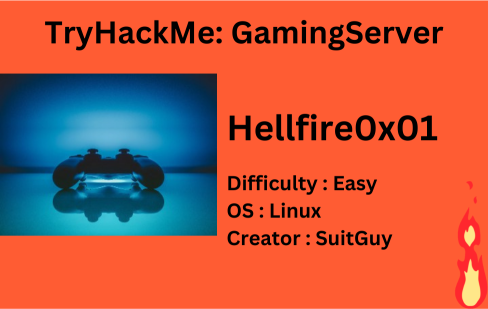 TryHackMe: GamingServer
Hellfire0x01
Difficulty : Easy
OS : Linux
Creator : SuitGuy